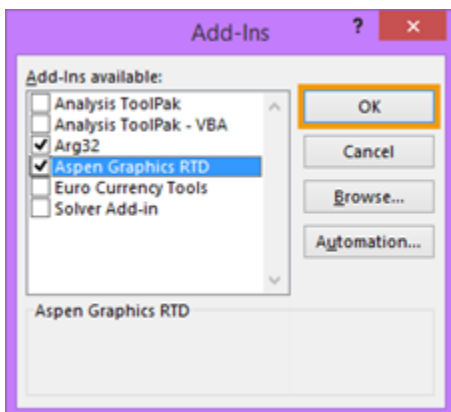 Add-Ins ? ×
Add-Ins available:
Analysis ToolPak
Analysis ToolPak - VBA
Arg32
Aspen Graphics RTD
Euro Currency Tools
Solver Add-in
OK
Cancel
Browse...
Automation...
Aspen Graphics RTD